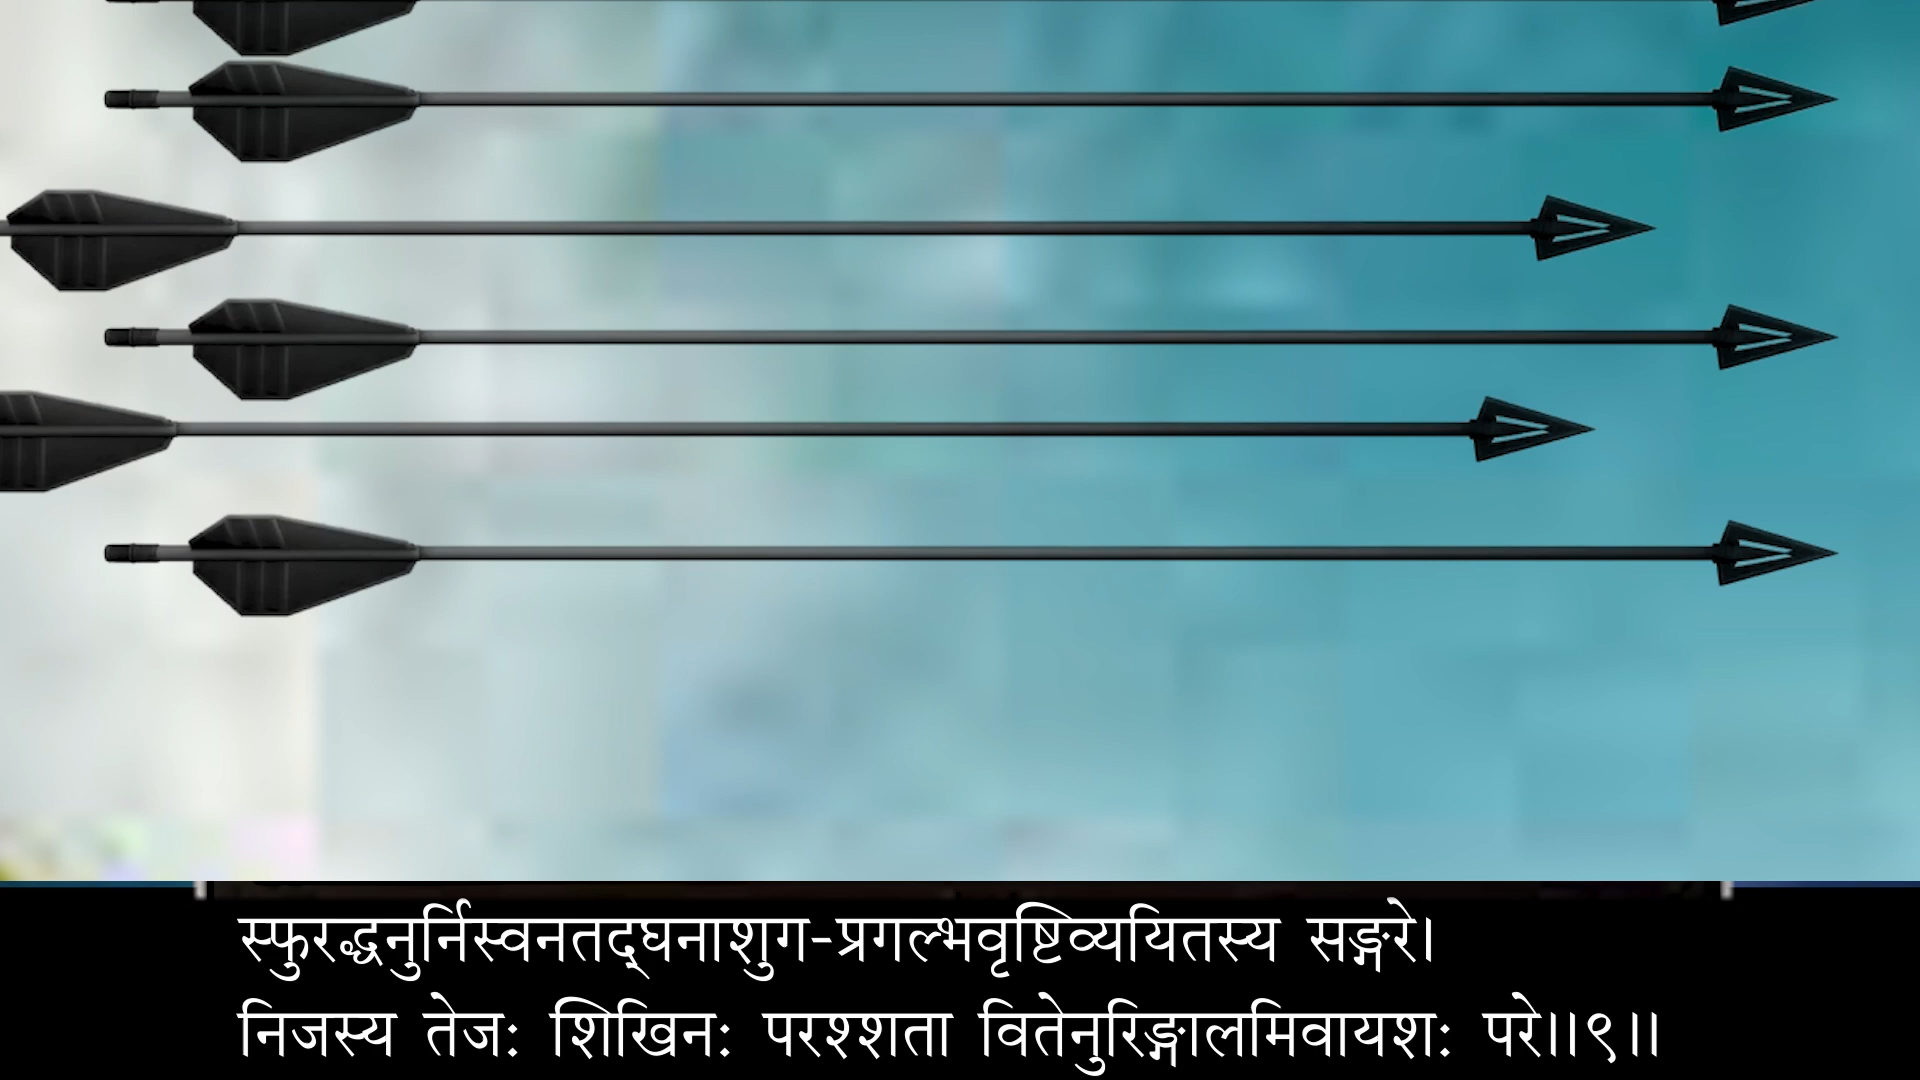 स्फुरद्धनुर्निस्वनतद्घनाशुग-प्रगल्भवृष्टिव्ययितस्य सङ्गरे।
निजस्य तेजः शिखिनः परश्शता वितेनुरिङ्गालमिवायशः परे॥९॥